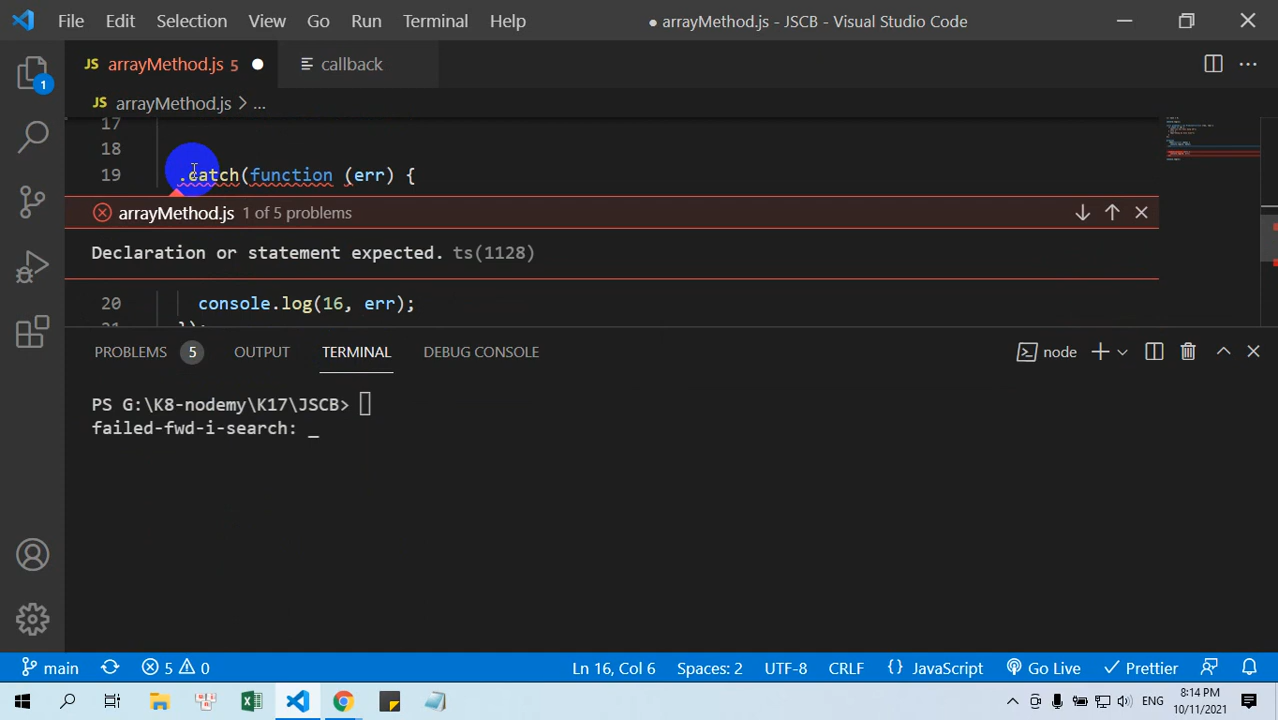 File Edit Selection View Go Run Terminal Help ● arrayMethod.js - JSCB - Visual Studio Code
JS arrayMethod.js 5 ● callback
JS arrayMethod.js > ...
1
17
18
19 .catch(function (err) {
arrayMethod.js 1 of 5 problems
Declaration or statement expected. ts(1128)
20 console.log(16, err);
21 });
PROBLEMS 5 OUTPUT TERMINAL DEBUG CONSOLE node
PS G:\K8-nodemy\K17\JSCB>
failed-fwd-i-search: _
main 5 0 Ln 16, Col 6 Spaces: 2 UTF-8 CRLF {} JavaScript Go Live Prettier
ENG 8:14 PM
10/11/2021